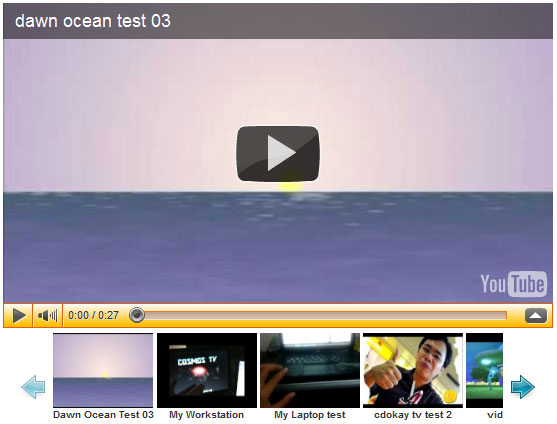 dawn ocean test 03
YouTube
0:00 / 0:27
COSMOS TV
Dawn Ocean Test 03
My Workstation
My Laptop test
cdokay tv test 2
vid